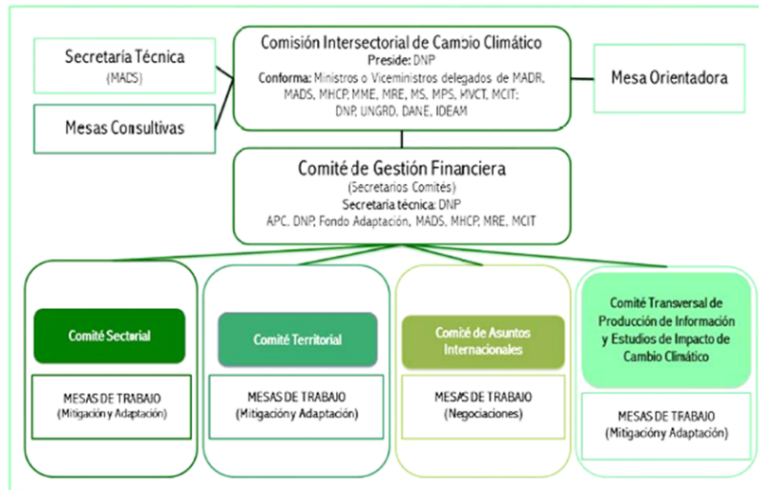 Secretaría Técnica
(MADS)
Mesas Consultivas
Comisión Intersectorial de Cambio Climático
Preside: DNP
Conforma: Ministros o Viceministros delegados de MADR,
MADS, MHCP, MME, MRE, MS, MPS, MVCT, MCIT;
DNP, UNGRD, DANE, IDEAM
Mesa Orientadora
Comité de Gestión Financiera
(Secretarios Comités)
Secretaría técnica: DNP
APC, DNP, Fondo Adaptación, MADS, MHCP, MRE, MCIT
Comité Sectorial
MESAS DE TRABAJO
(Mitigación y Adaptación)
Comité Territorial
MESAS DE TRABAJO
(Mitigación y Adaptación)
Comité de Asuntos
Internacionales
MESAS DE TRABAJO
(Negociaciones)
Comité Transversal de
Producción de Información
y Estudios de Impacto de
Cambio Climático
MESAS DE TRABAJO
(Mitigación y Adaptación)